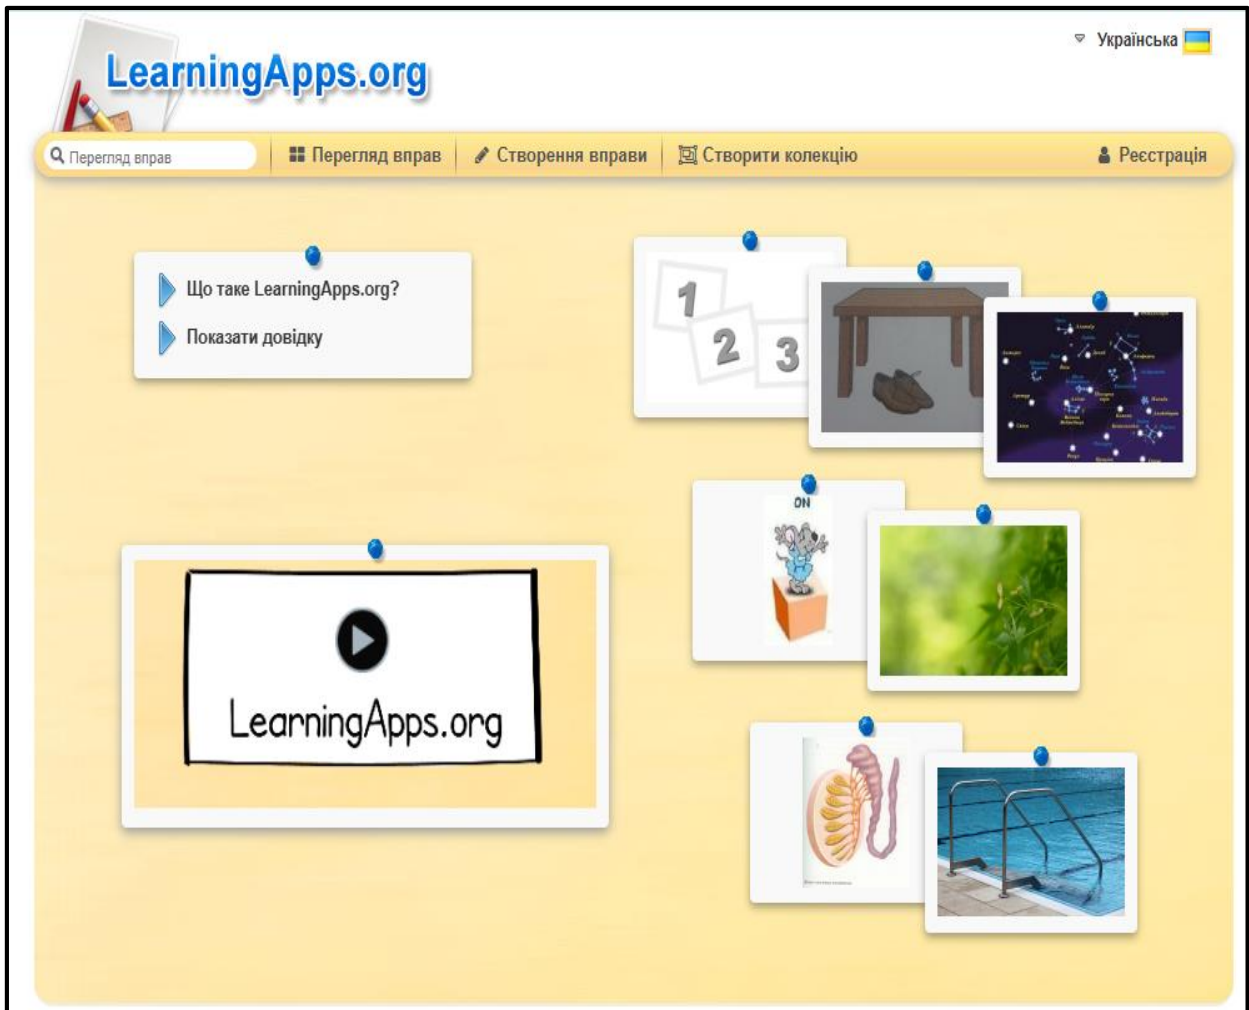 Українська
LearningApps.org
Перегляд вправ
Перегляд вправ
Створення вправи
Створити колекцію
Реєстрація
Що таке LearningApps.org?
Показати довідку
1
2
3
ON
LearningApps.org